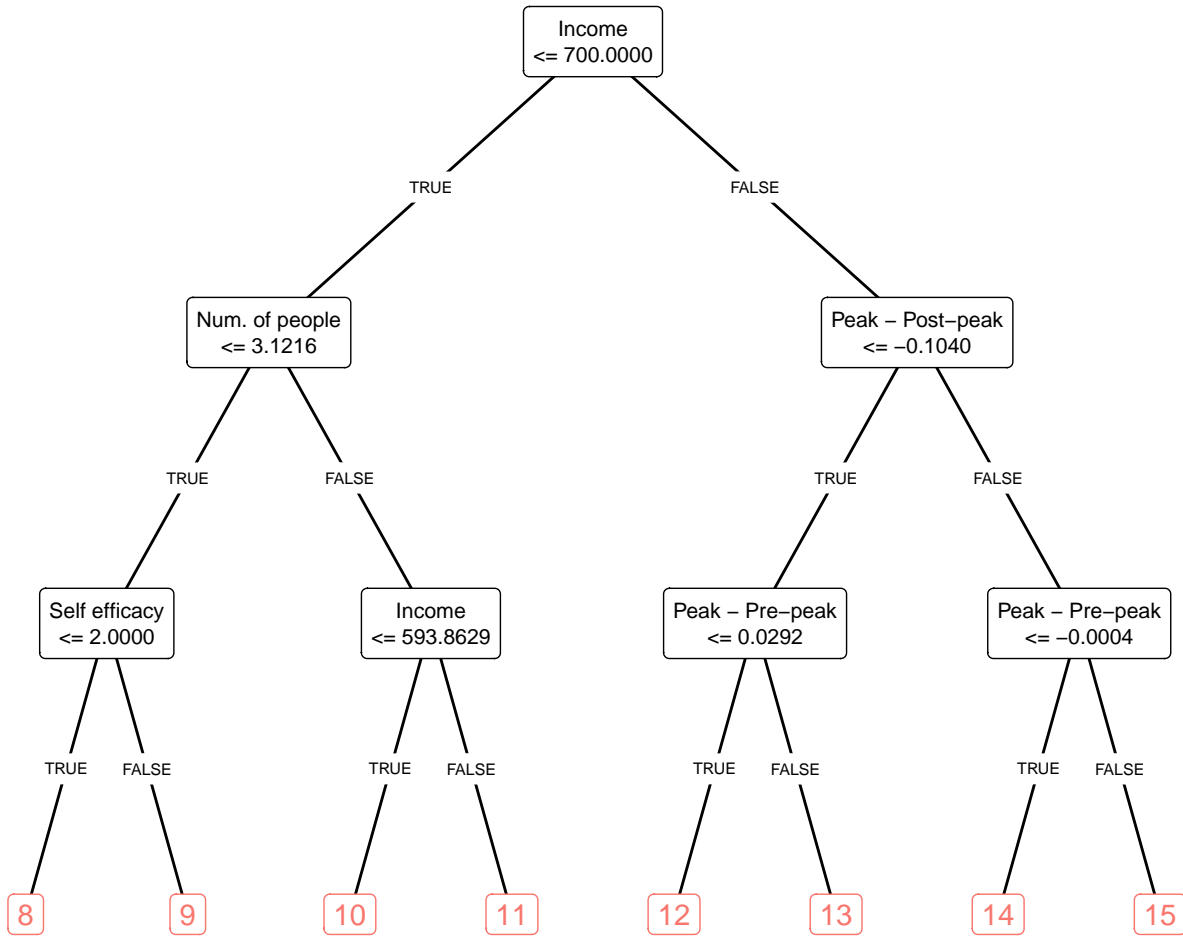 Income
<= 700.0000
TRUE
FALSE
Num. of people
<= 3.1216
Peak − Post−peak
<= −0.1040
TRUE
FALSE
TRUE
FALSE
Self efficacy
<= 2.0000
Income
<= 593.8629
Peak − Pre−peak
<= 0.0292
Peak − Pre−peak
<= −0.0004
TRUE
FALSE
TRUE
FALSE
TRUE
FALSE
TRUE
FALSE
8
9
10
11
12
13
14
15